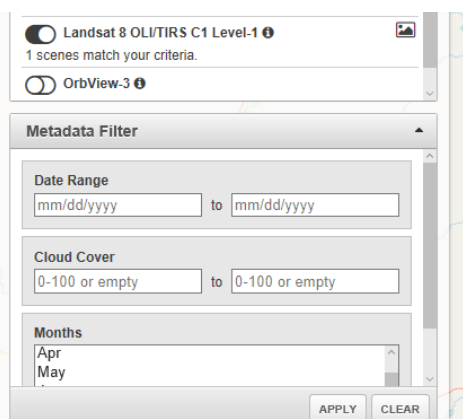 Landsat 8 OLI/TIRS C1 Level-1
1 scenes match your criteria.
OrbView-3
Metadata Filter
Date Range
mm/dd/yyyy to mm/dd/yyyy
Cloud Cover
0-100 or empty to 0-100 or empty
Months
Apr
May
APPLY CLEAR